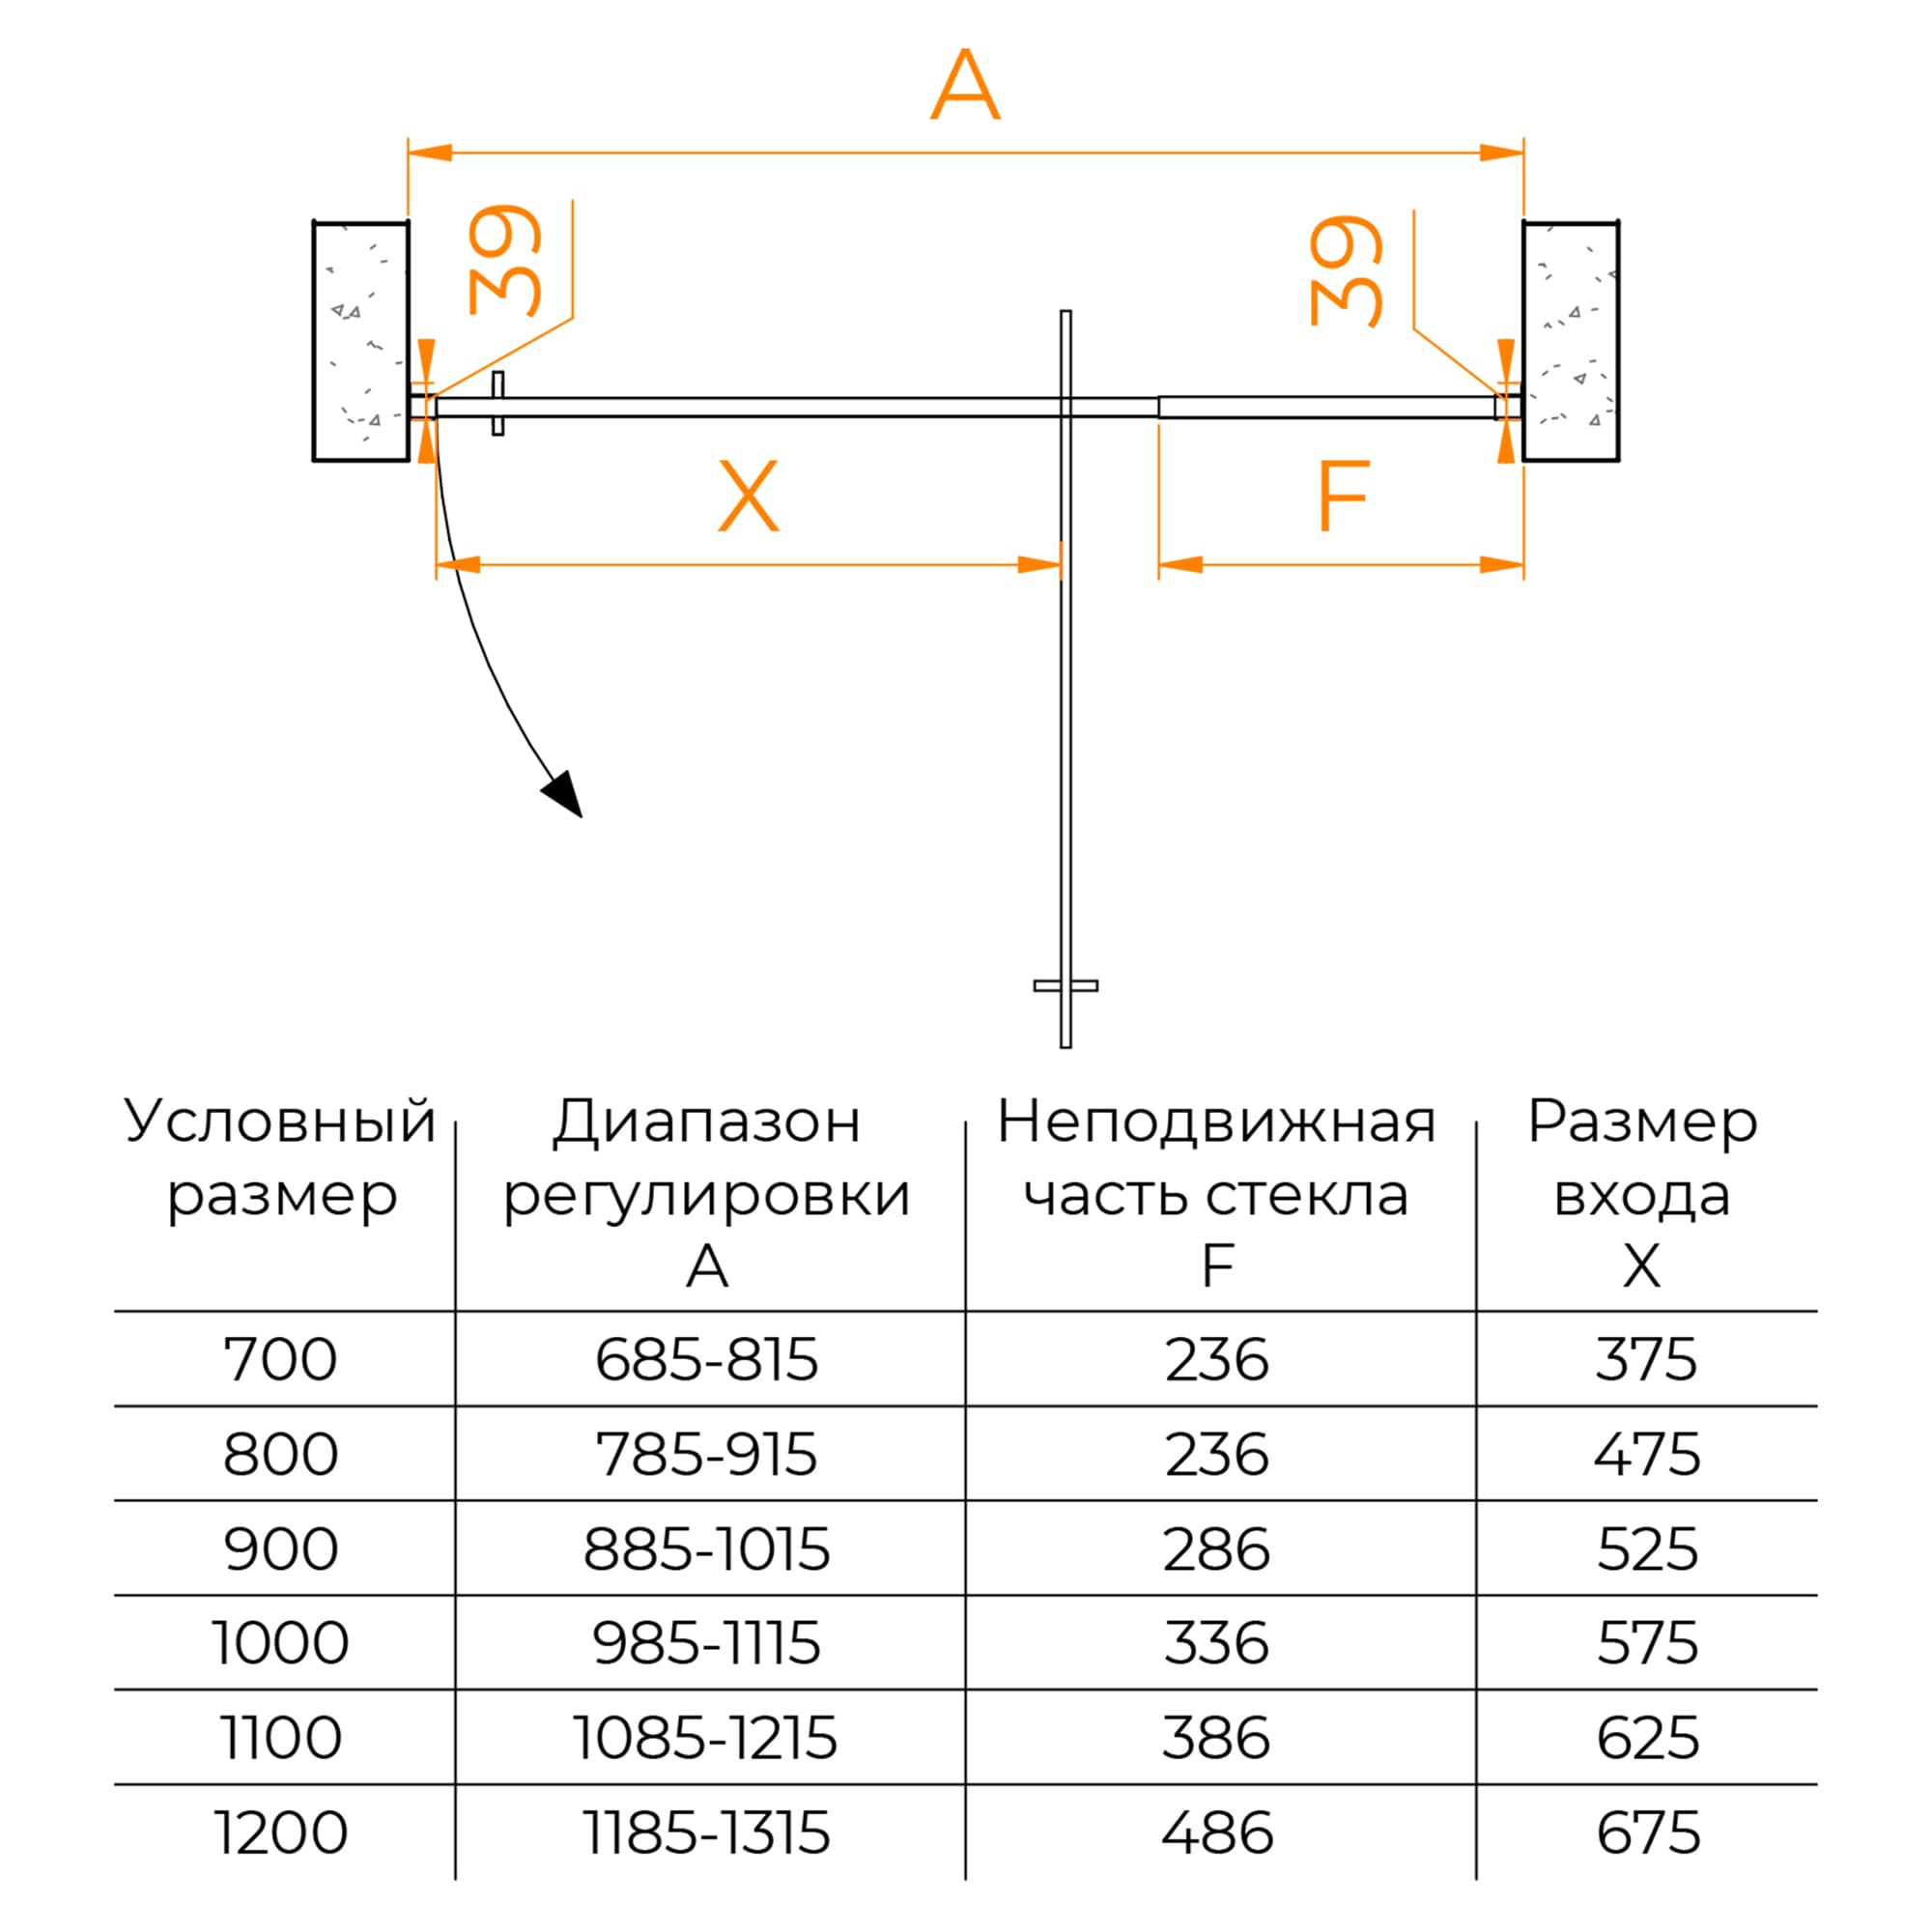 A
39
39
X
F
Условный
размер
Диапазон
регулировки
A
Неподвижная
часть стекла
F
Размер
входа
X
700 685-815 236 375
800 785-915 236 475
900 885-1015 286 525
1000 985-1115 336 575
1100 1085-1215 386 625
1200 1185-1315 486 675